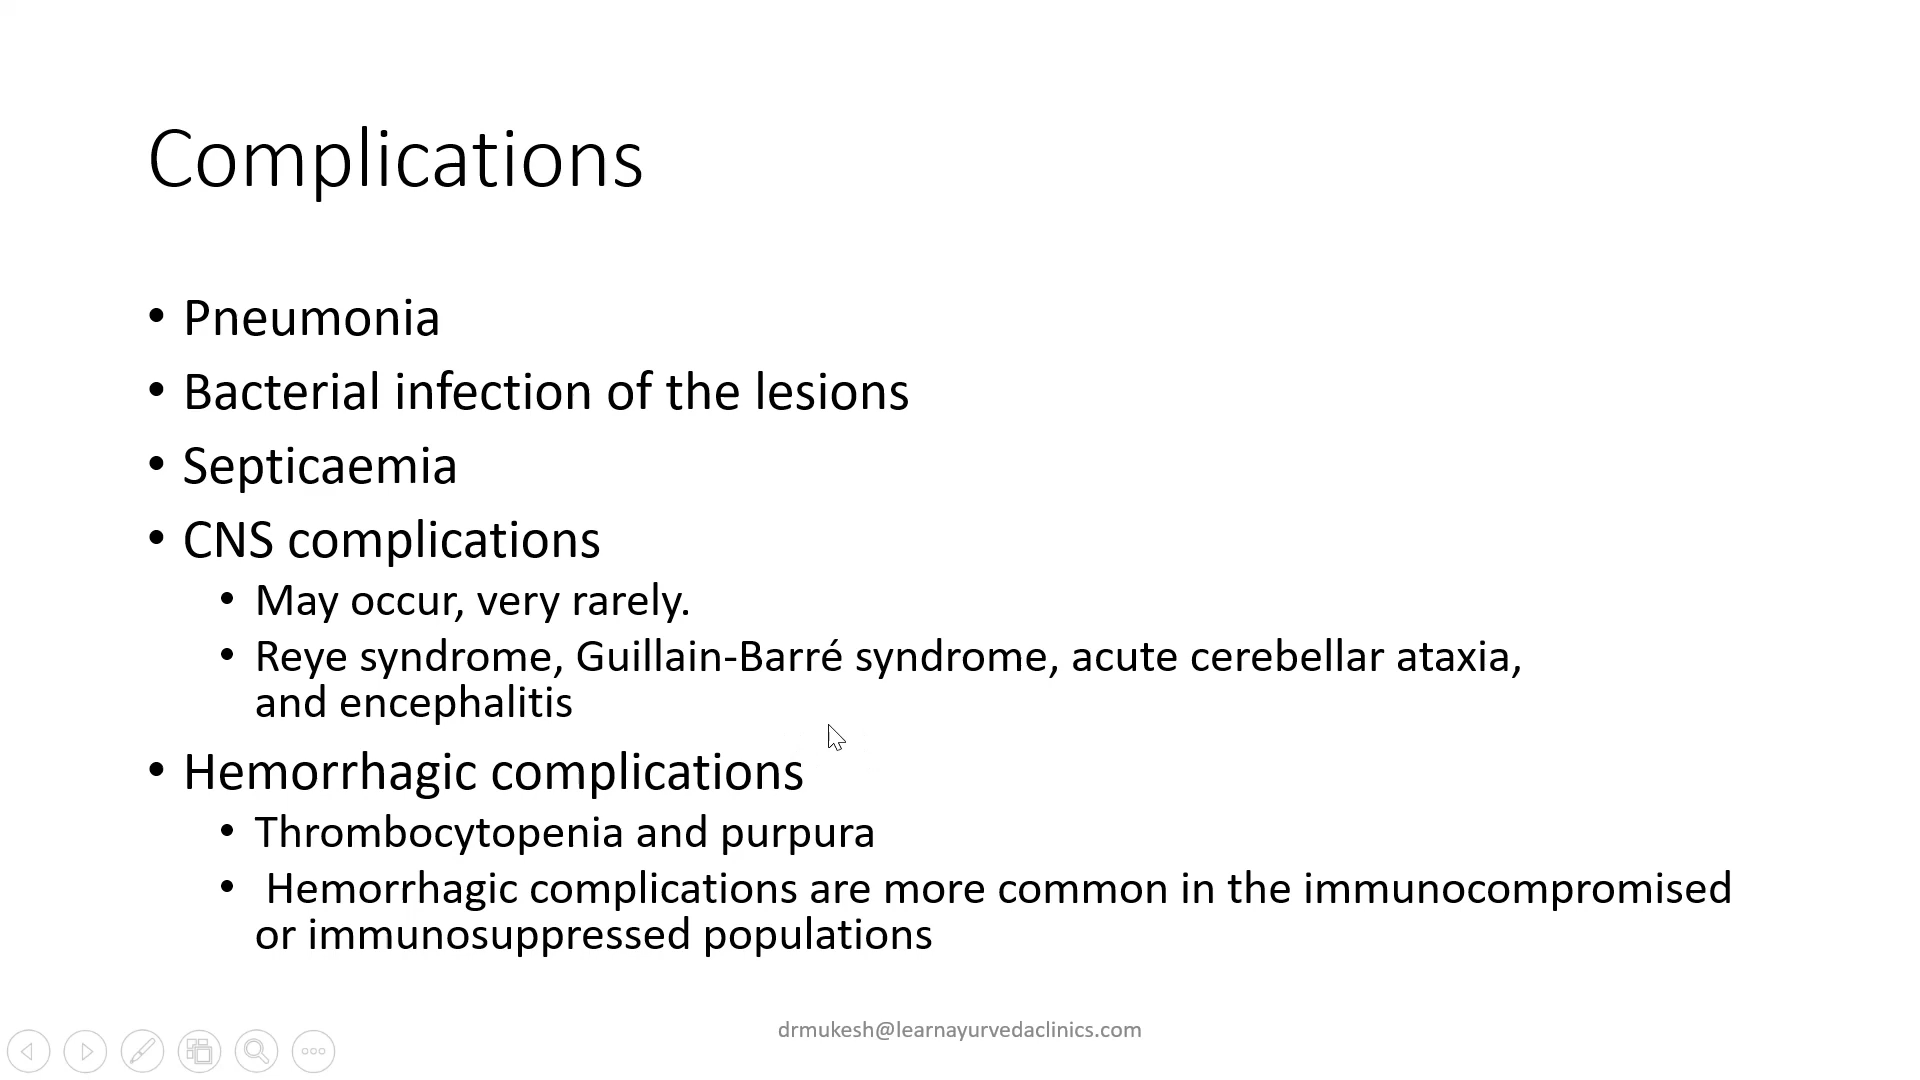 Complications
• Pneumonia
• Bacterial infection of the lesions
• Septicaemia
• CNS complications
• May occur, very rarely.
• Reye syndrome, Guillain-Barré syndrome, acute cerebellar ataxia,
and encephalitis
• Hemorrhagic complications
• Thrombocytopenia and purpura
• Hemorrhagic complications are more common in the immunocompromised
or immunosuppressed populations
drmukesh@learnayurvedaclinics.com